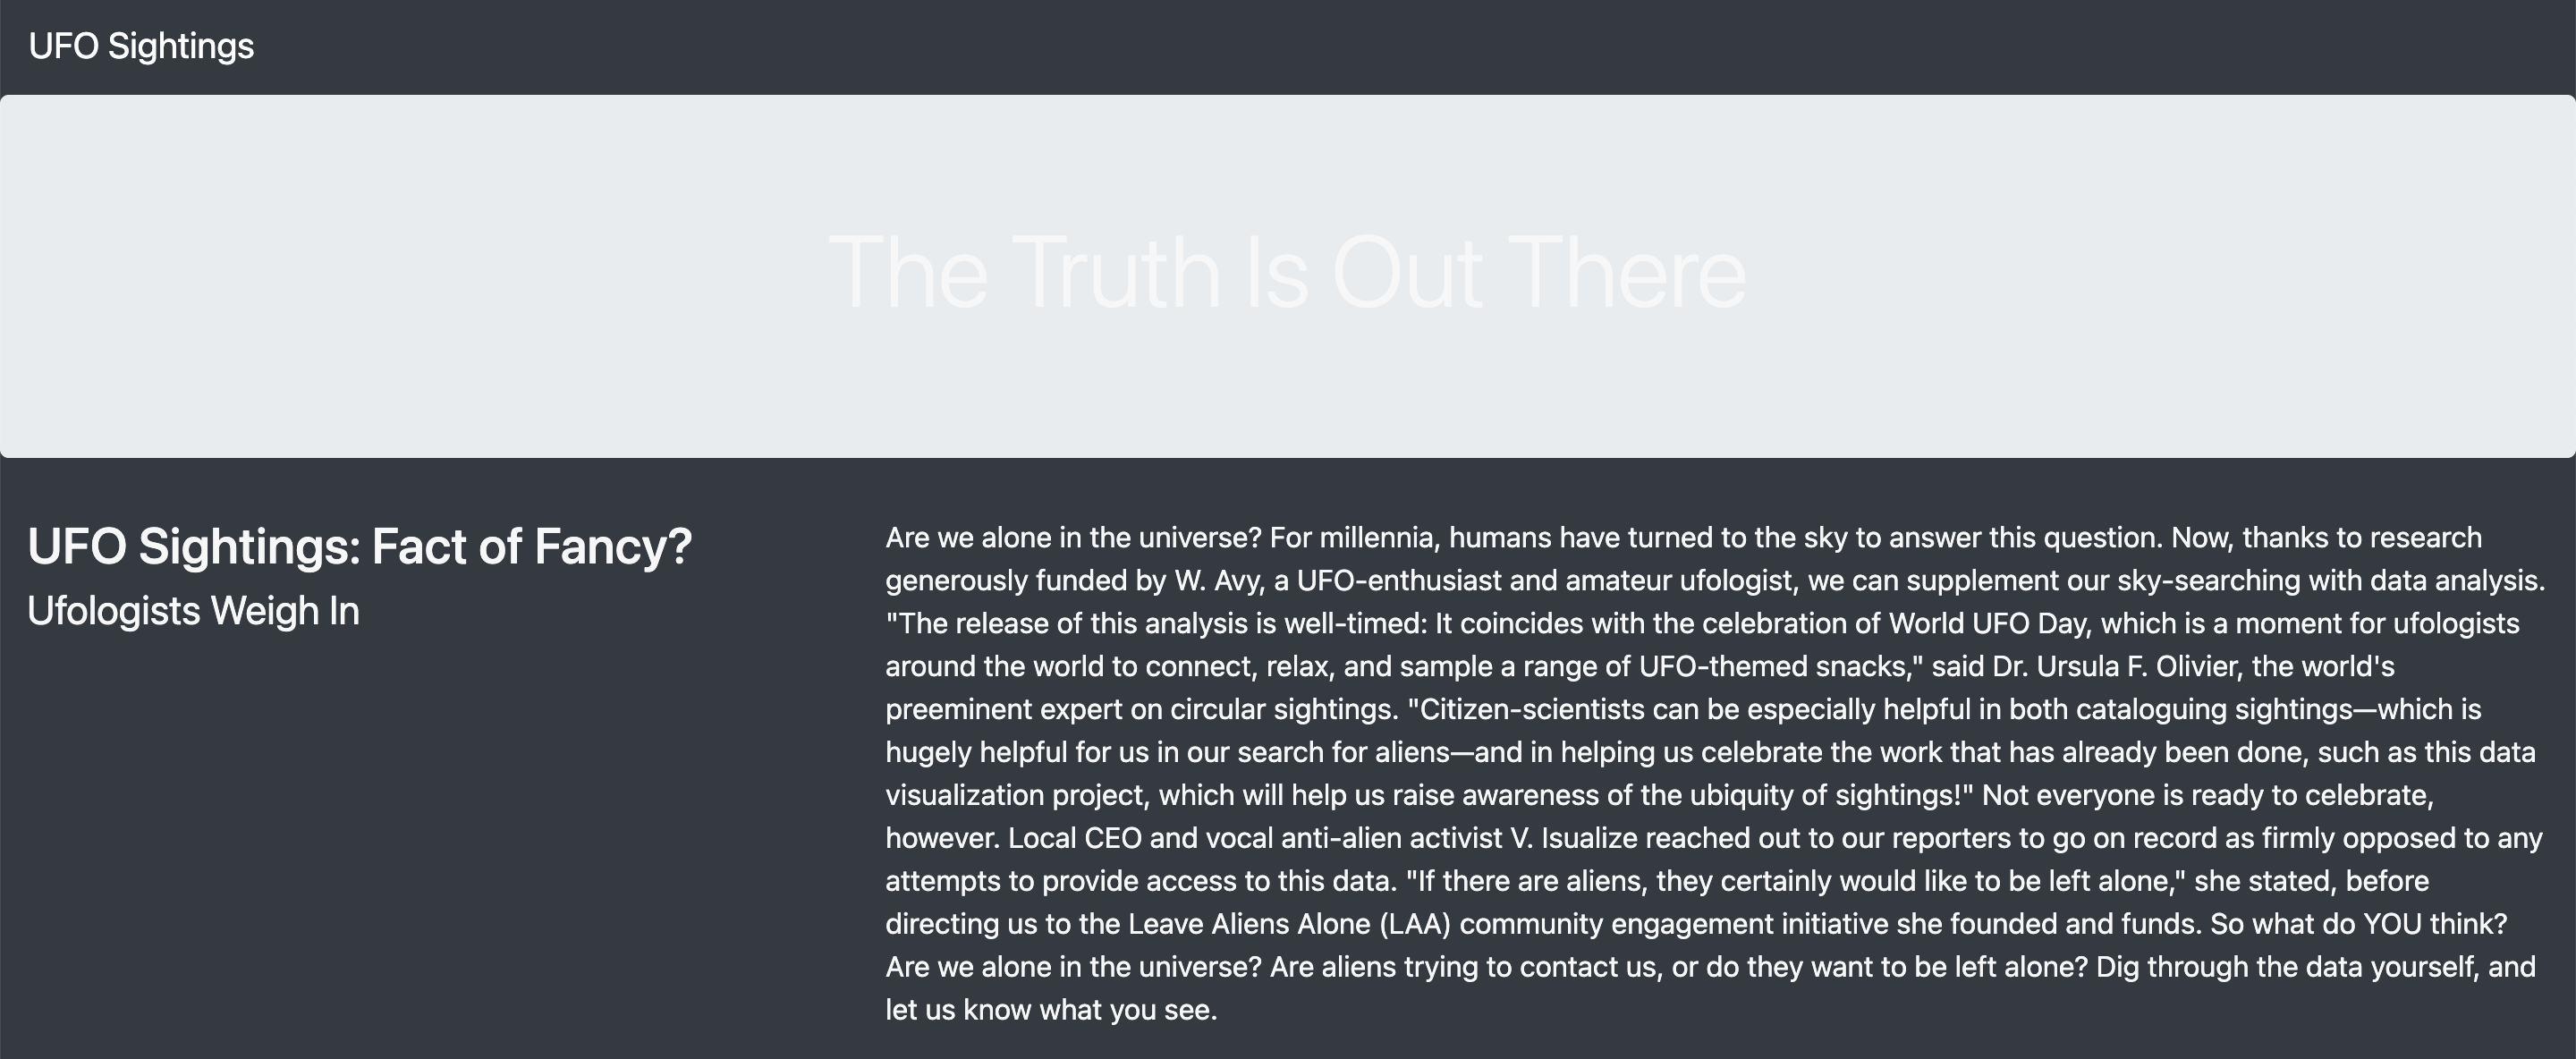 UFO Sightings
The Truth Is Out There
UFO Sightings: Fact of Fancy?
Ufologists Weigh In
Are we alone in the universe? For millennia, humans have turned to the sky to answer this question. Now, thanks to research
generously funded by W. Avy, a UFO-enthusiast and amateur ufologist, we can supplement our sky-searching with data analysis.
"The release of this analysis is well-timed: It coincides with the celebration of World UFO Day, which is a moment for ufologists
around the world to connect, relax, and sample a range of UFO-themed snacks," said Dr. Ursula F. Olivier, the world's
preeminent expert on circular sightings. "Citizen-scientists can be especially helpful in both cataloguing sightings—which is
hugely helpful for us in our search for aliens—and in helping us celebrate the work that has already been done, such as this data
visualization project, which will help us raise awareness of the ubiquity of sightings!" Not everyone is ready to celebrate,
however. Local CEO and vocal anti-alien activist V. Isualize reached out to our reporters to go on record as firmly opposed to any
attempts to provide access to this data. "If there are aliens, they certainly would like to be left alone," she stated, before
directing us to the Leave Aliens Alone (LAA) community engagement initiative she founded and funds. So what do YOU think?
Are we alone in the universe? Are aliens trying to contact us, or do they want to be left alone? Dig through the data yourself, and
let us know what you see.